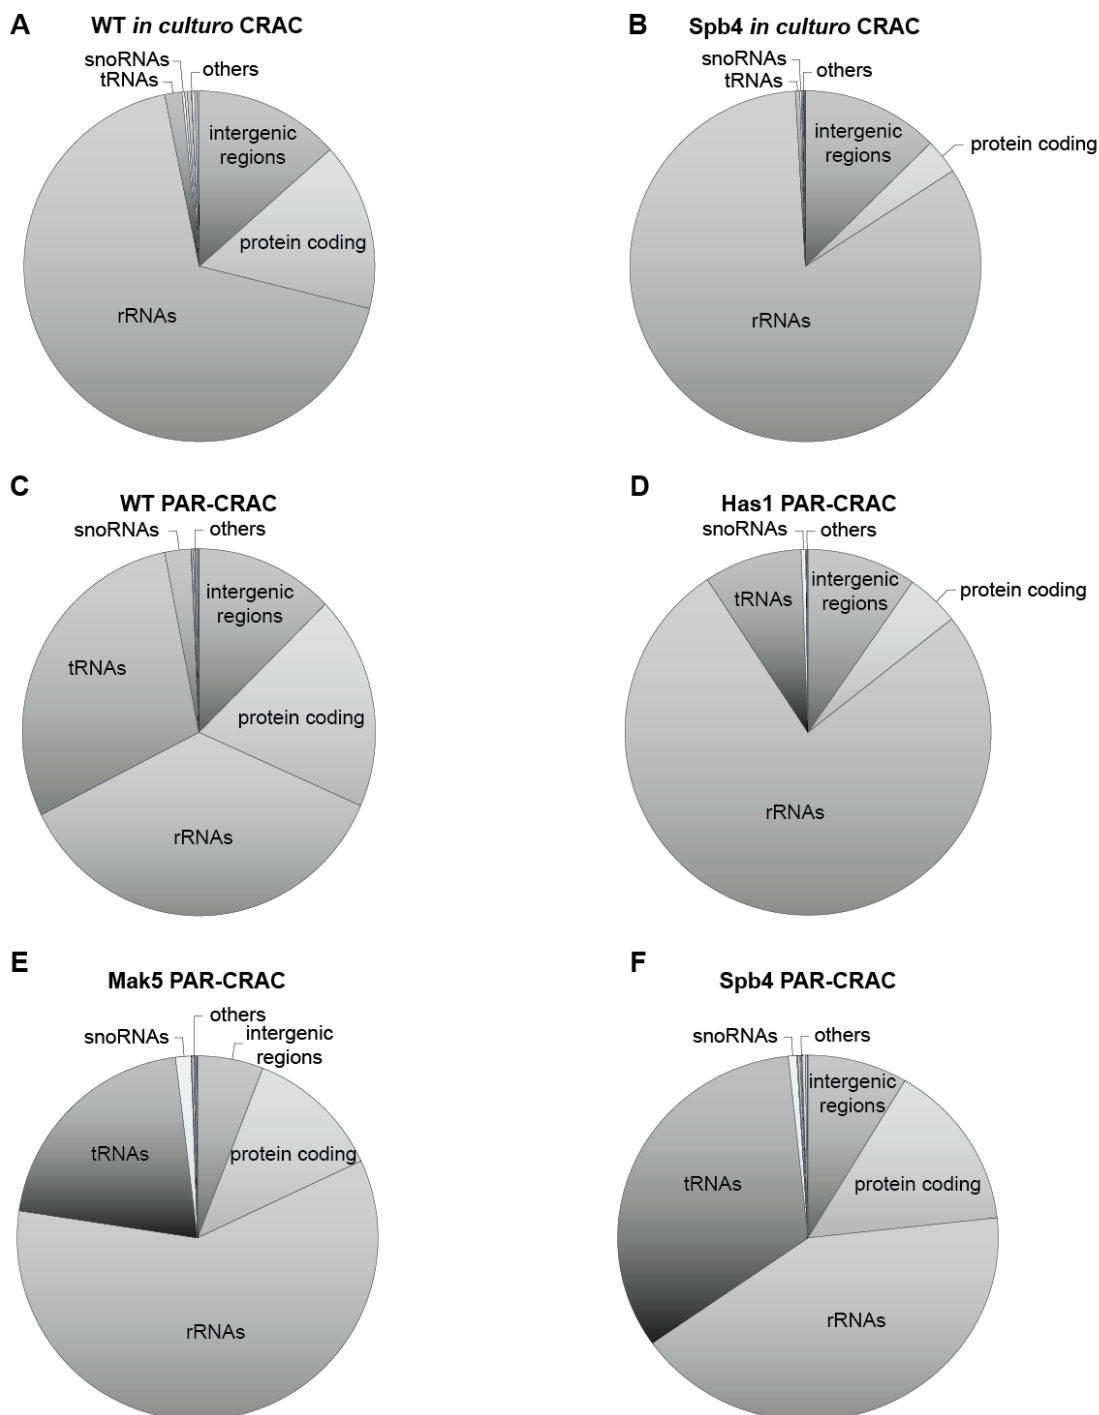 A
WT in culturo CRAC
snoRNAs
others
tRNAs
intergenic
regions
protein coding
rRNAs
B
Spb4 in culturo CRAC
snoRNAs
others
tRNAs
intergenic
regions
protein coding
rRNAs
C
WT PAR-CRAC
snoRNAs
others
intergenic
regions
tRNAs
protein coding
rRNAs
D
Has1 PAR-CRAC
snoRNAs
others
intergenic
regions
tRNAs
protein coding
rRNAs
E
Mak5 PAR-CRAC
others
snoRNAs
intergenic
regions
tRNAs
protein coding
rRNAs
F
Spb4 PAR-CRAC
snoRNAs
others
intergenic
regions
tRNAs
protein coding
rRNAs